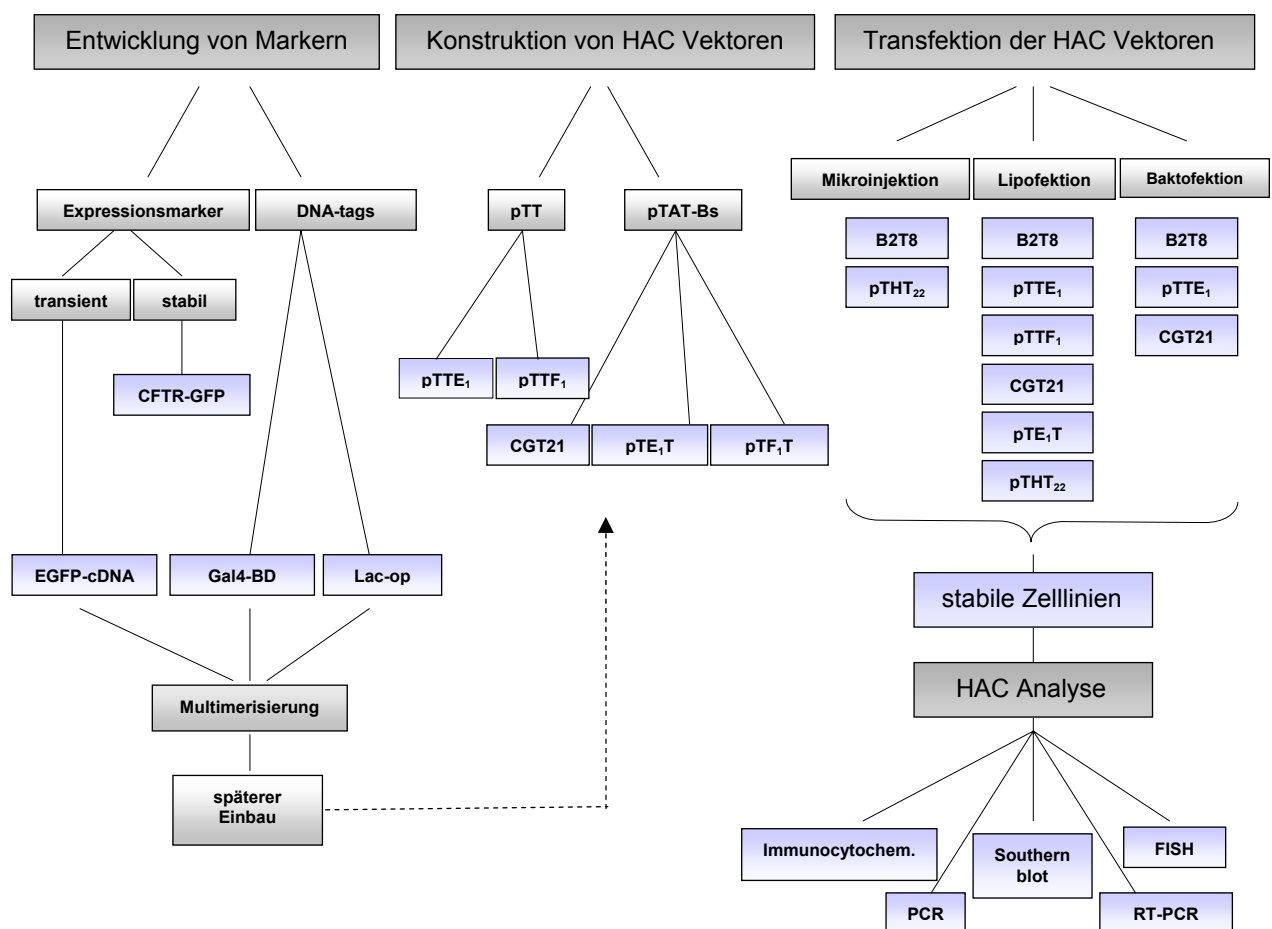 Entwicklung von Markern
Konstruktion von HAC Vektoren
Transfektion der HAC Vektoren
Expressionsmarker
DNA-tags
transient
stabil
CFTR-GFP
EGFP-cDNA
Gal4-BD
Lac-op
Multimerisierung
späterer
Einbau
pTT
pTAT-Bs
pTTE₁
pTTF₁
CGT21
pTE₁T
pTF₁T
Mikroinjektion
Lipofektion
Baktofektion
B2T8
pTHT₂₂
B2T8
pTTE₁
pTTF₁
CGT21
pTE₁T
pTHT₂₂
B2T8
pTTE₁
CGT21
stabile Zelllinien
HAC Analyse
Immunocytochem.
PCR
Southern
blot
RT-PCR
FISH